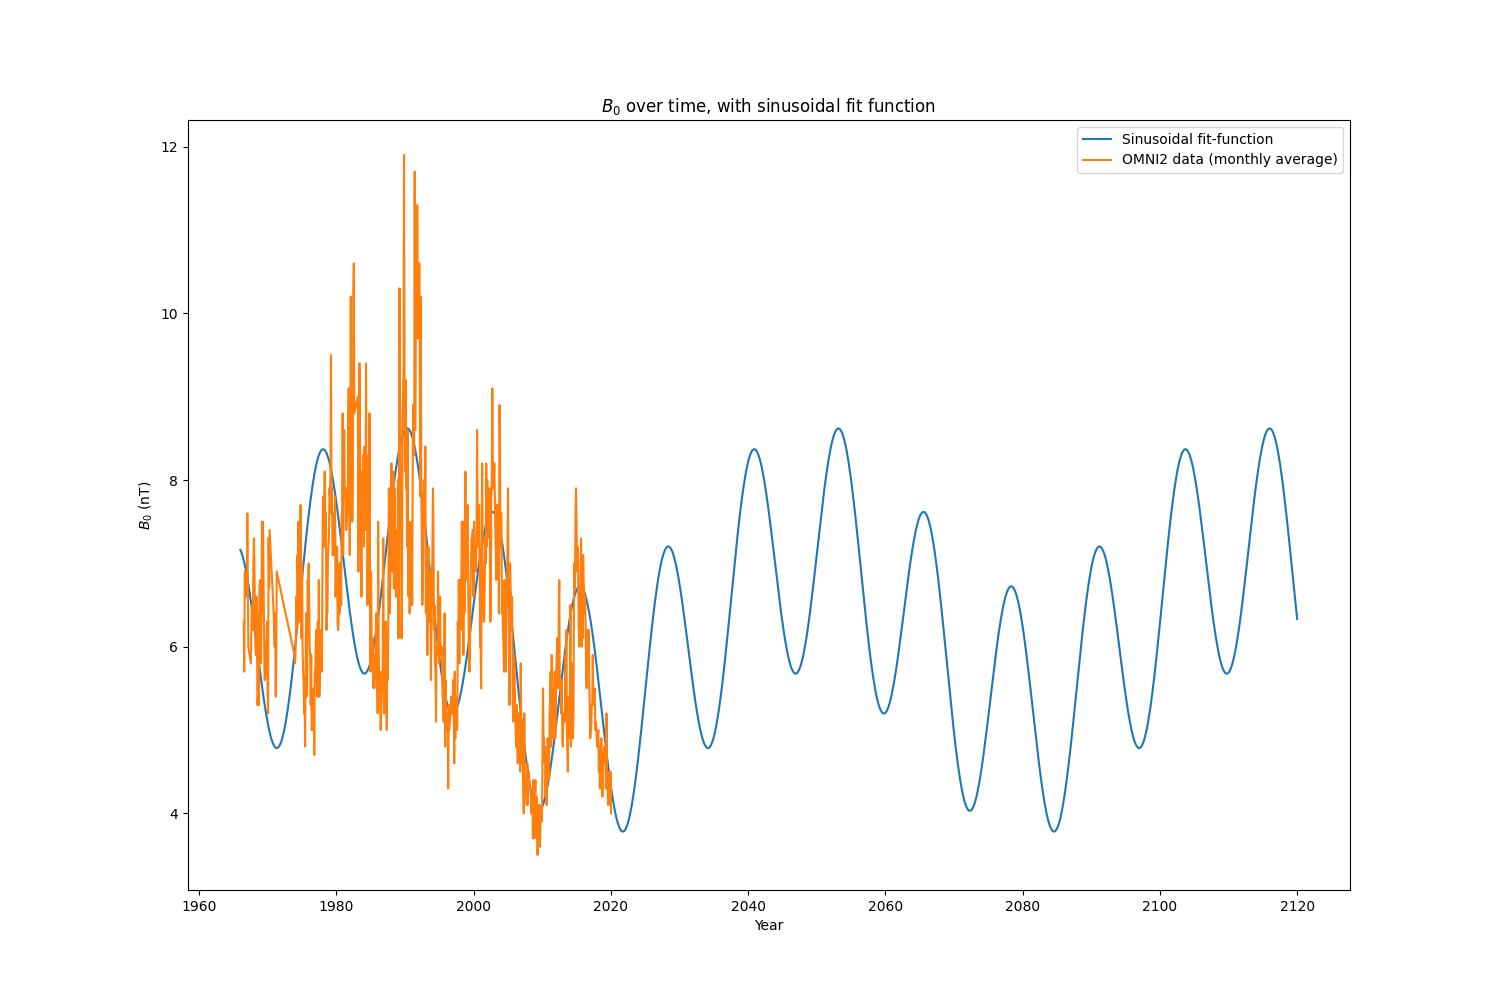 B₀ over time, with sinusoidal fit function
Sinusoidal fit-function
OMNI2 data (monthly average)
B₀ (nT)
12
10
8
6
4
1960 1980 2000 2020 2040 2060 2080 2100 2120
Year